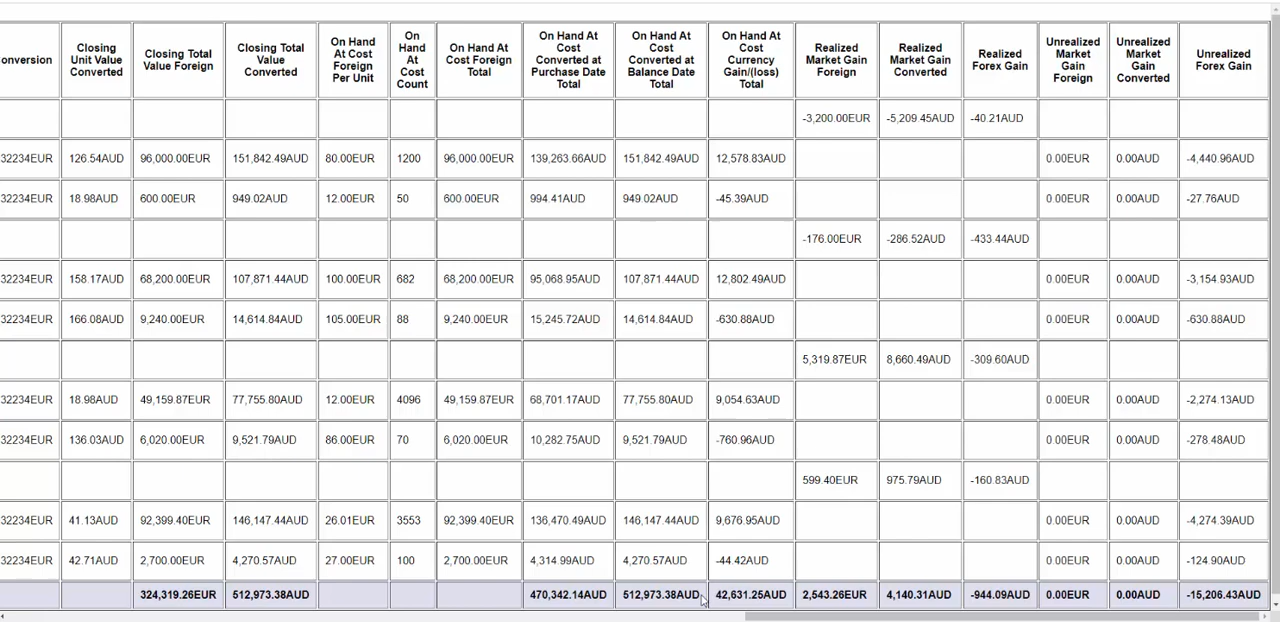 onversion | Closing Unit Value Converted | Closing Total Value Foreign | Closing Total Value Converted | On Hand At Cost Foreign Per Unit | On Hand At Cost Count | On Hand At Cost Foreign Total | On Hand At Cost Converted at Purchase Date Total | On Hand At Cost Converted at Balance Date Total | On Hand At Cost Currency Gain/(loss) Total | Realized Market Gain Foreign | Realized Market Gain Converted | Realized Forex Gain | Unrealized Market Gain Foreign | Unrealized Market Gain Converted | Unrealized Forex Gain
-3,200.00EUR -5,209.45AUD -40.21AUD
32234EUR 126.54AUD 96,000.00EUR 151,842.49AUD 80.00EUR 1200 96,000.00EUR 139,263.66AUD 151,842.49AUD 12,578.83AUD 0.00EUR 0.00AUD -4,440.96AUD
32234EUR 18.98AUD 600.00EUR 949.02AUD 12.00EUR 50 600.00EUR 994.41AUD 949.02AUD -45.39AUD 0.00EUR 0.00AUD -27.76AUD
-176.00EUR -286.52AUD -433.44AUD
32234EUR 158.17AUD 68,200.00EUR 107,871.44AUD 100.00EUR 682 68,200.00EUR 95,068.95AUD 107,871.44AUD 12,802.49AUD 0.00EUR 0.00AUD -3,154.93AUD
32234EUR 166.08AUD 9,240.00EUR 14,614.84AUD 105.00EUR 88 9,240.00EUR 15,245.72AUD 14,614.84AUD -630.88AUD 0.00EUR 0.00AUD -630.88AUD
5,319.87EUR 8,660.49AUD -309.60AUD
32234EUR 18.98AUD 49,159.87EUR 77,755.80AUD 12.00EUR 4096 49,159.87EUR 68,701.17AUD 77,755.80AUD 9,054.63AUD 0.00EUR 0.00AUD -2,274.13AUD
32234EUR 136.03AUD 6,020.00EUR 9,521.79AUD 86.00EUR 70 6,020.00EUR 10,282.75AUD 9,521.79AUD -760.96AUD 0.00EUR 0.00AUD -278.48AUD
599.40EUR 975.79AUD -160.83AUD
32234EUR 41.13AUD 92,399.40EUR 146,147.44AUD 26.01EUR 3553 92,399.40EUR 136,470.49AUD 146,147.44AUD 9,676.95AUD 0.00EUR 0.00AUD -4,274.39AUD
32234EUR 42.71AUD 2,700.00EUR 4,270.57AUD 27.00EUR 100 2,700.00EUR 4,314.99AUD 4,270.57AUD -44.42AUD 0.00EUR 0.00AUD -124.90AUD
324,319.26EUR 512,973.38AUD 470,342.14AUD 512,973.38AUD 42,631.25AUD 2,543.26EUR 4,140.31AUD -944.09AUD 0.00EUR 0.00AUD -15,206.43AUD